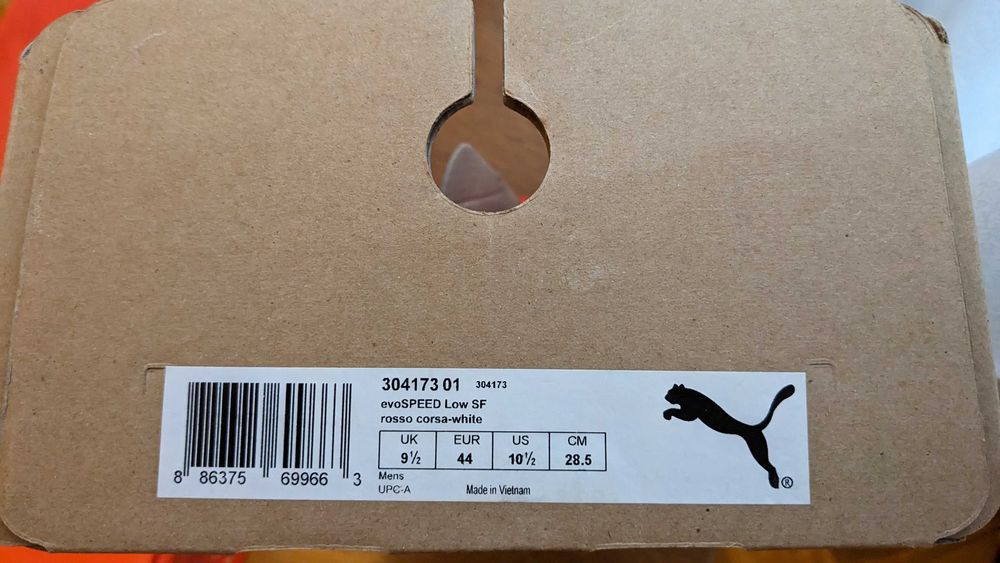 304173 01 304173
evoSPEED Low SF
rosso corsa-white
UK EUR US CM
9½ 44 10½ 28.5
8 86375 69966 3
Mens
UPC-A Made in Vietnam
®